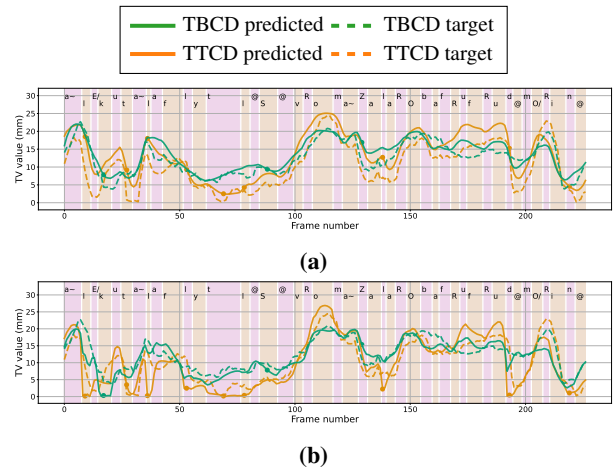 TBCD predicted TBCD target
TTCD predicted TTCD target
a~ E/ u a~ a l t @ @ R m Z l R b f u R d m R n
l k t l f y l S v o a~ a a O a R u @ O/ i @
TV value (mm)
30
25
20
15
10
5
0
0 50 100 150 200
Frame number
(a)
a~ E/ u a~ a l t @ @ R m Z l R b f u R d m R n
l k t l f y l S v o a~ a a O a R u @ O/ i @
TV value (mm)
30
25
20
15
10
5
0
0 50 100 150 200
Frame number
(b)